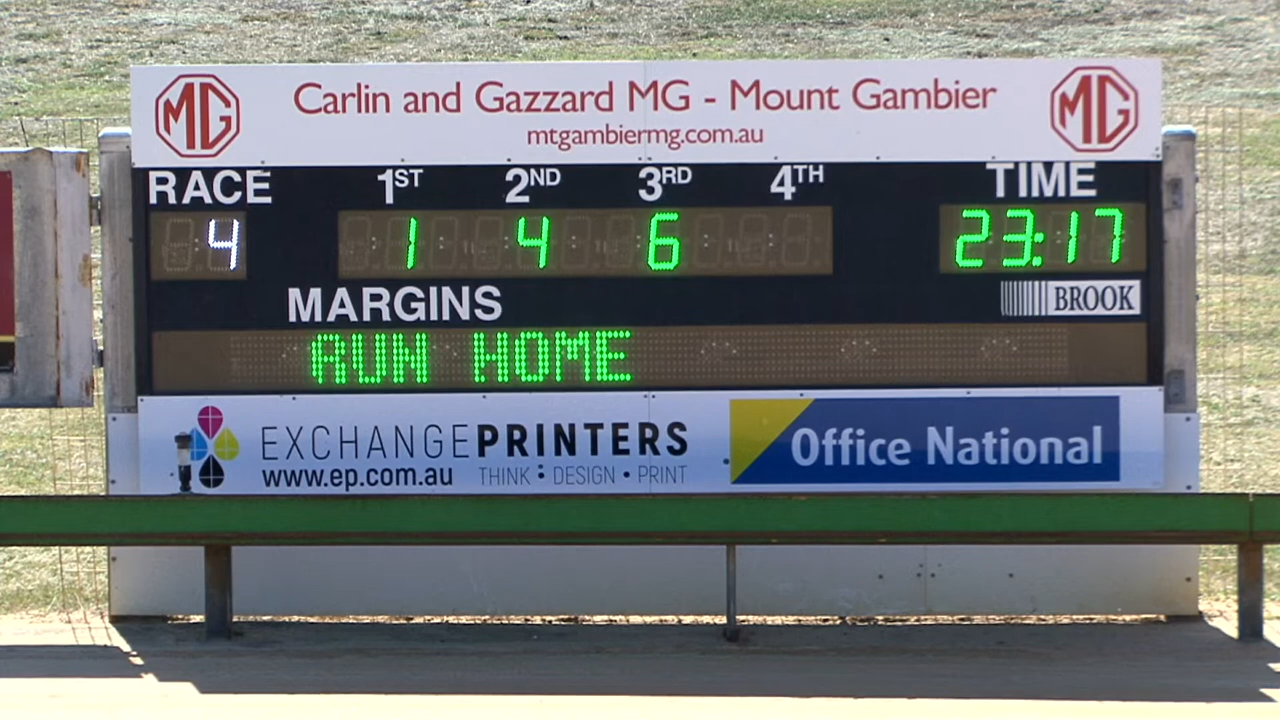 MG Carlin and Gazzard MG - Mount Gambier MG
mtgambiermg.com.au
RACE 1ST 2ND 3RD 4TH TIME
4 1 4 6 23:17
MARGINS BROOK
RUN HOME
EXCHANGEPRINTERS Office National
www.ep.com.au THINK • DESIGN • PRINT